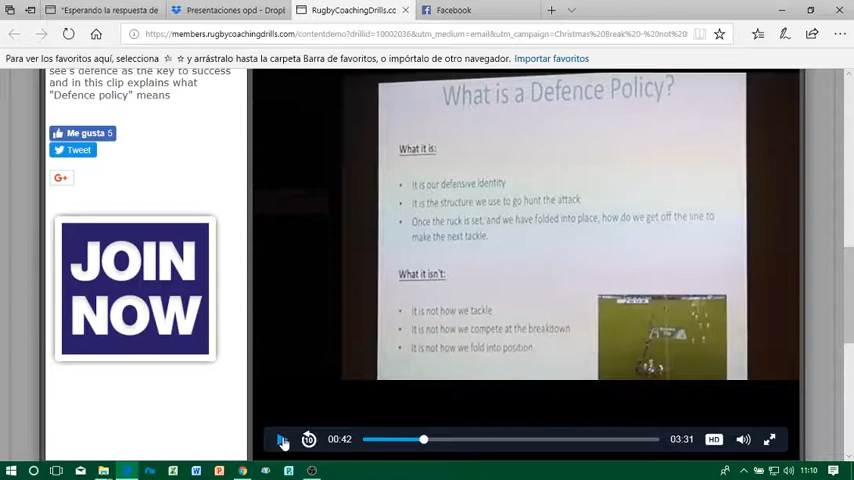 "Esperando la respuesta de
Presentaciones opd - Dropb
RugbyCoachingDrills.co
Facebook
https://members.rugbycoachingdrills.com/contentdemo?drillid=10002036&utm_medium=email&utm_campaign=Christmas%20Break%20-%20not%20S
Para ver los favoritos aquí, selecciona y arrástralo hasta la carpeta Barra de favoritos, o impórtalo de otro navegador. Importar favoritos
see's defence as the key to success
and in this clip explains what
"Defence policy" means
Me gusta 5
Tweet
G+
JOIN
NOW
What is a Defence Policy?
What it is:
• It is our defensive identity
• It is the structure we use to go hunt the attack
• Once the ruck is set, and we have folded into place, how do we get off the line to
make the next tackle.
What it isn't:
• It is not how we tackle
• It is not how we compete at the breakdown
• It is not how we fold into position.
10
00:42
03:31
HD
11:10